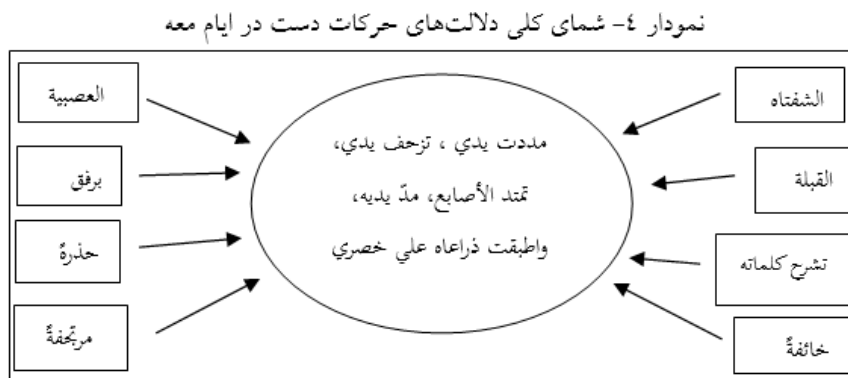 نمودار ٤- شمای کلی دلالت‌های حرکات دست در ایام معه
الشفتاه
القبلة
تشرح كلماته
خائفةٌ
مددت يدي ، تزحف يدي،
تمتد الأصابع، مدّ يديه،
واطبقت ذراعاه علي خصري
العصبية
برفق
حذرةٌ
مرتجفةٌ